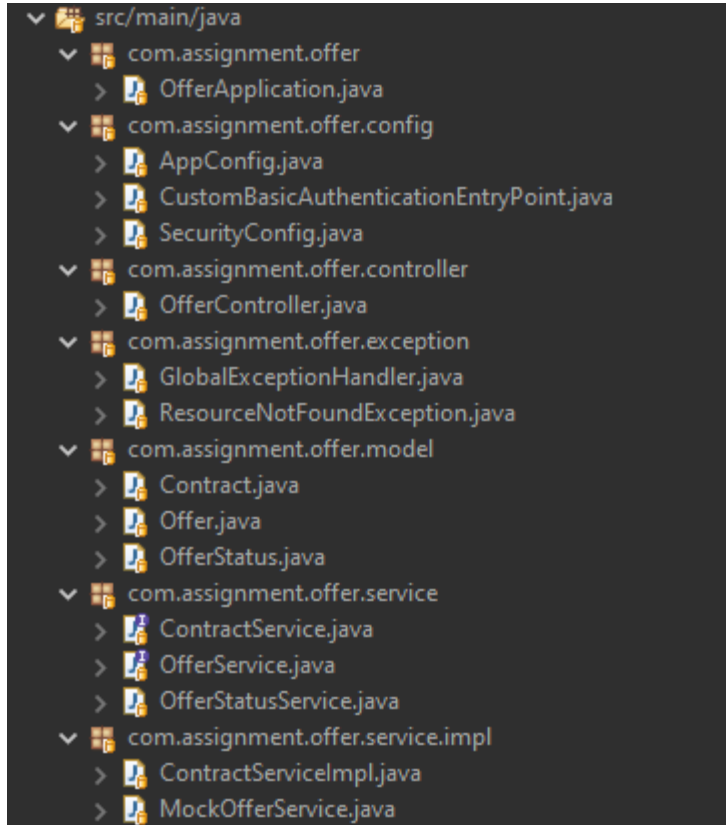 src/main/java
com.assignment.offer
OfferApplication.java
com.assignment.offer.config
AppConfig.java
CustomBasicAuthenticationEntryPoint.java
SecurityConfig.java
com.assignment.offer.controller
OfferController.java
com.assignment.offer.exception
GlobalExceptionHandler.java
ResourceNotFoundException.java
com.assignment.offer.model
Contract.java
Offer.java
OfferStatus.java
com.assignment.offer.service
ContractService.java
OfferService.java
OfferStatusService.java
com.assignment.offer.service.impl
ContractServiceImpl.java
MockOfferService.java